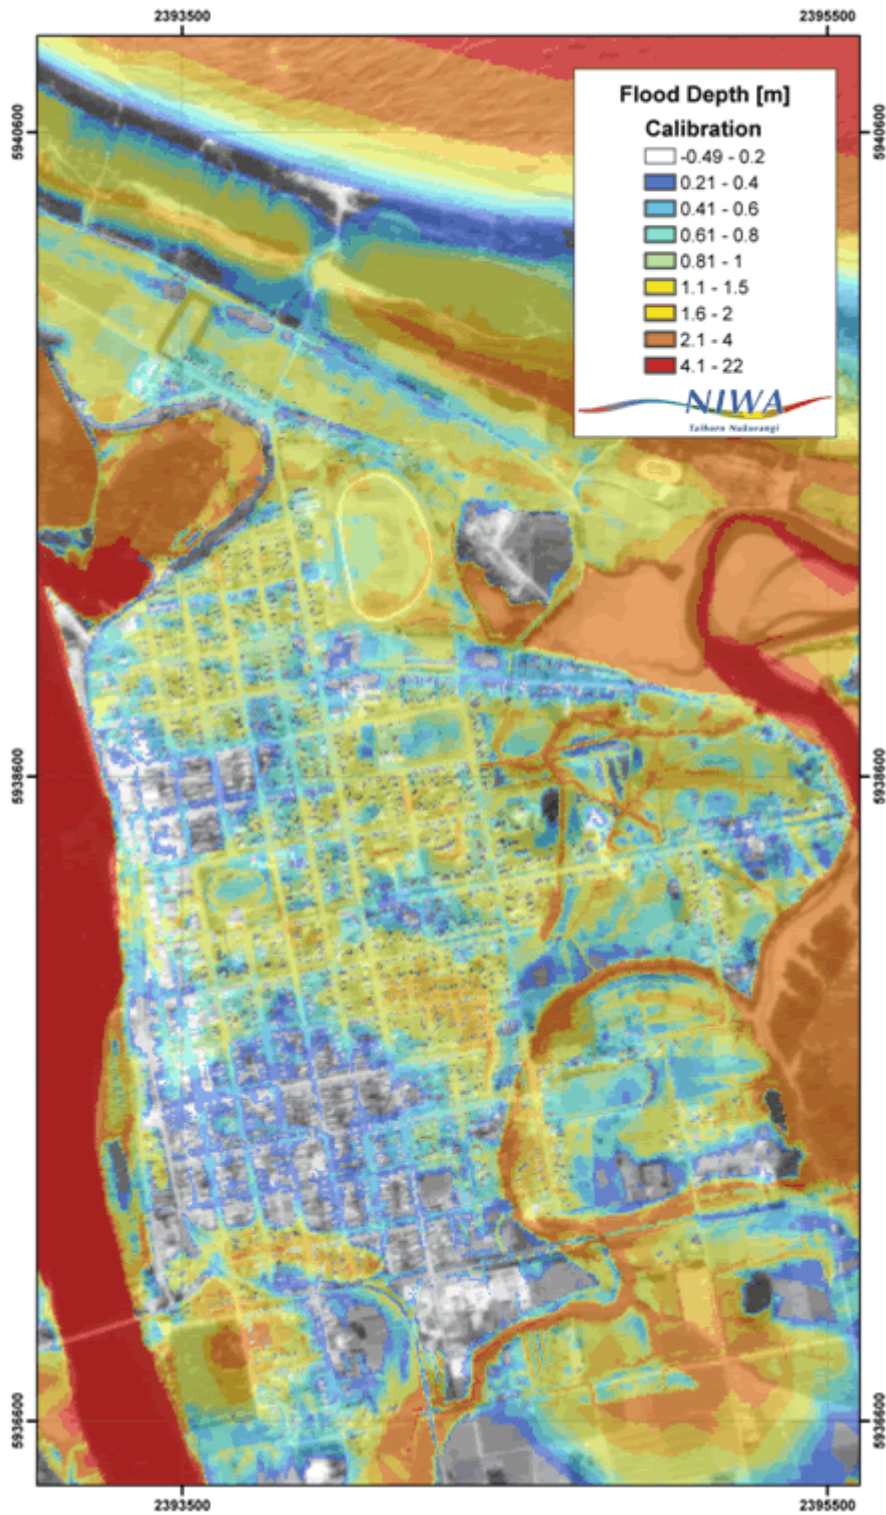 2393500
2395500
5940600
5940600
Flood Depth [m]
Calibration
-0.49 - 0.2
0.21 - 0.4
0.41 - 0.6
0.61 - 0.8
0.81 - 1
1.1 - 1.5
1.6 - 2
2.1 - 4
4.1 - 22
NIWA
Taihoro Nukurangi
5938600
5938600
5936600
5936600
2393500
2395500